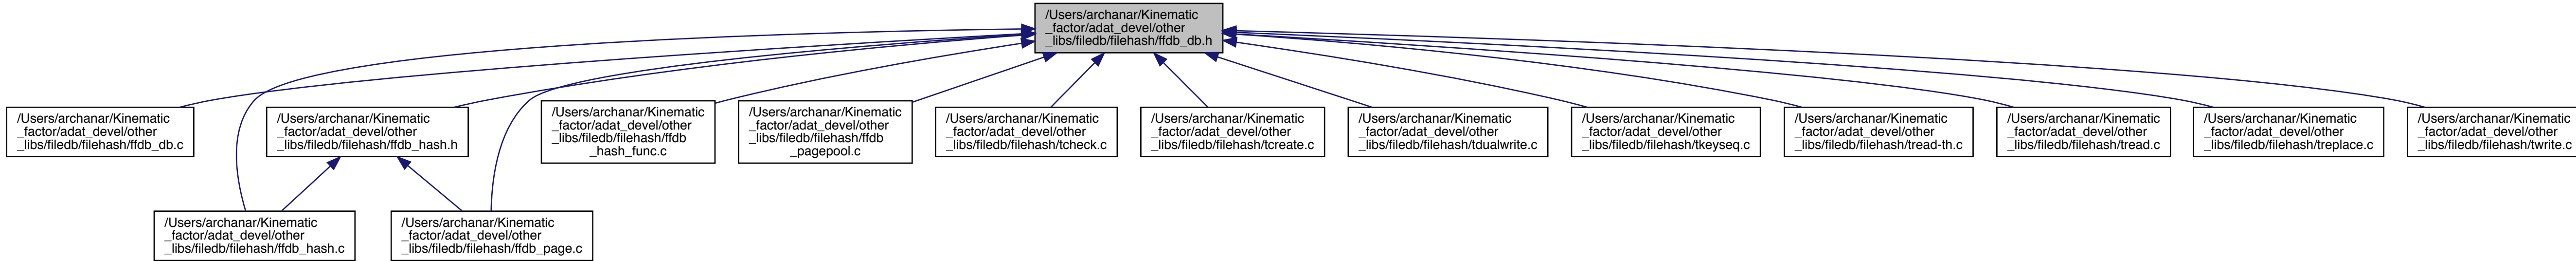 /Users/archanar/Kinematic
_factor/adat_devel/other
_libs/filedb/filehash/ffdb_db.h
/Users/archanar/Kinematic
_factor/adat_devel/other
_libs/filedb/filehash/ffdb_db.c
/Users/archanar/Kinematic
_factor/adat_devel/other
_libs/filedb/filehash/ffdb_hash.h
/Users/archanar/Kinematic
_factor/adat_devel/other
_libs/filedb/filehash/ffdb
_hash_func.c
/Users/archanar/Kinematic
_factor/adat_devel/other
_libs/filedb/filehash/ffdb
_pagepool.c
/Users/archanar/Kinematic
_factor/adat_devel/other
_libs/filedb/filehash/tcheck.c
/Users/archanar/Kinematic
_factor/adat_devel/other
_libs/filedb/filehash/tcreate.c
/Users/archanar/Kinematic
_factor/adat_devel/other
_libs/filedb/filehash/tdualwrite.c
/Users/archanar/Kinematic
_factor/adat_devel/other
_libs/filedb/filehash/tkeyseq.c
/Users/archanar/Kinematic
_factor/adat_devel/other
_libs/filedb/filehash/tread-th.c
/Users/archanar/Kinematic
_factor/adat_devel/other
_libs/filedb/filehash/tread.c
/Users/archanar/Kinematic
_factor/adat_devel/other
_libs/filedb/filehash/treplace.c
/Users/archanar/Kinematic
_factor/adat_devel/other
_libs/filedb/filehash/twrite.c
/Users/archanar/Kinematic
_factor/adat_devel/other
_libs/filedb/filehash/ffdb_hash.c
/Users/archanar/Kinematic
_factor/adat_devel/other
_libs/filedb/filehash/ffdb_page.c